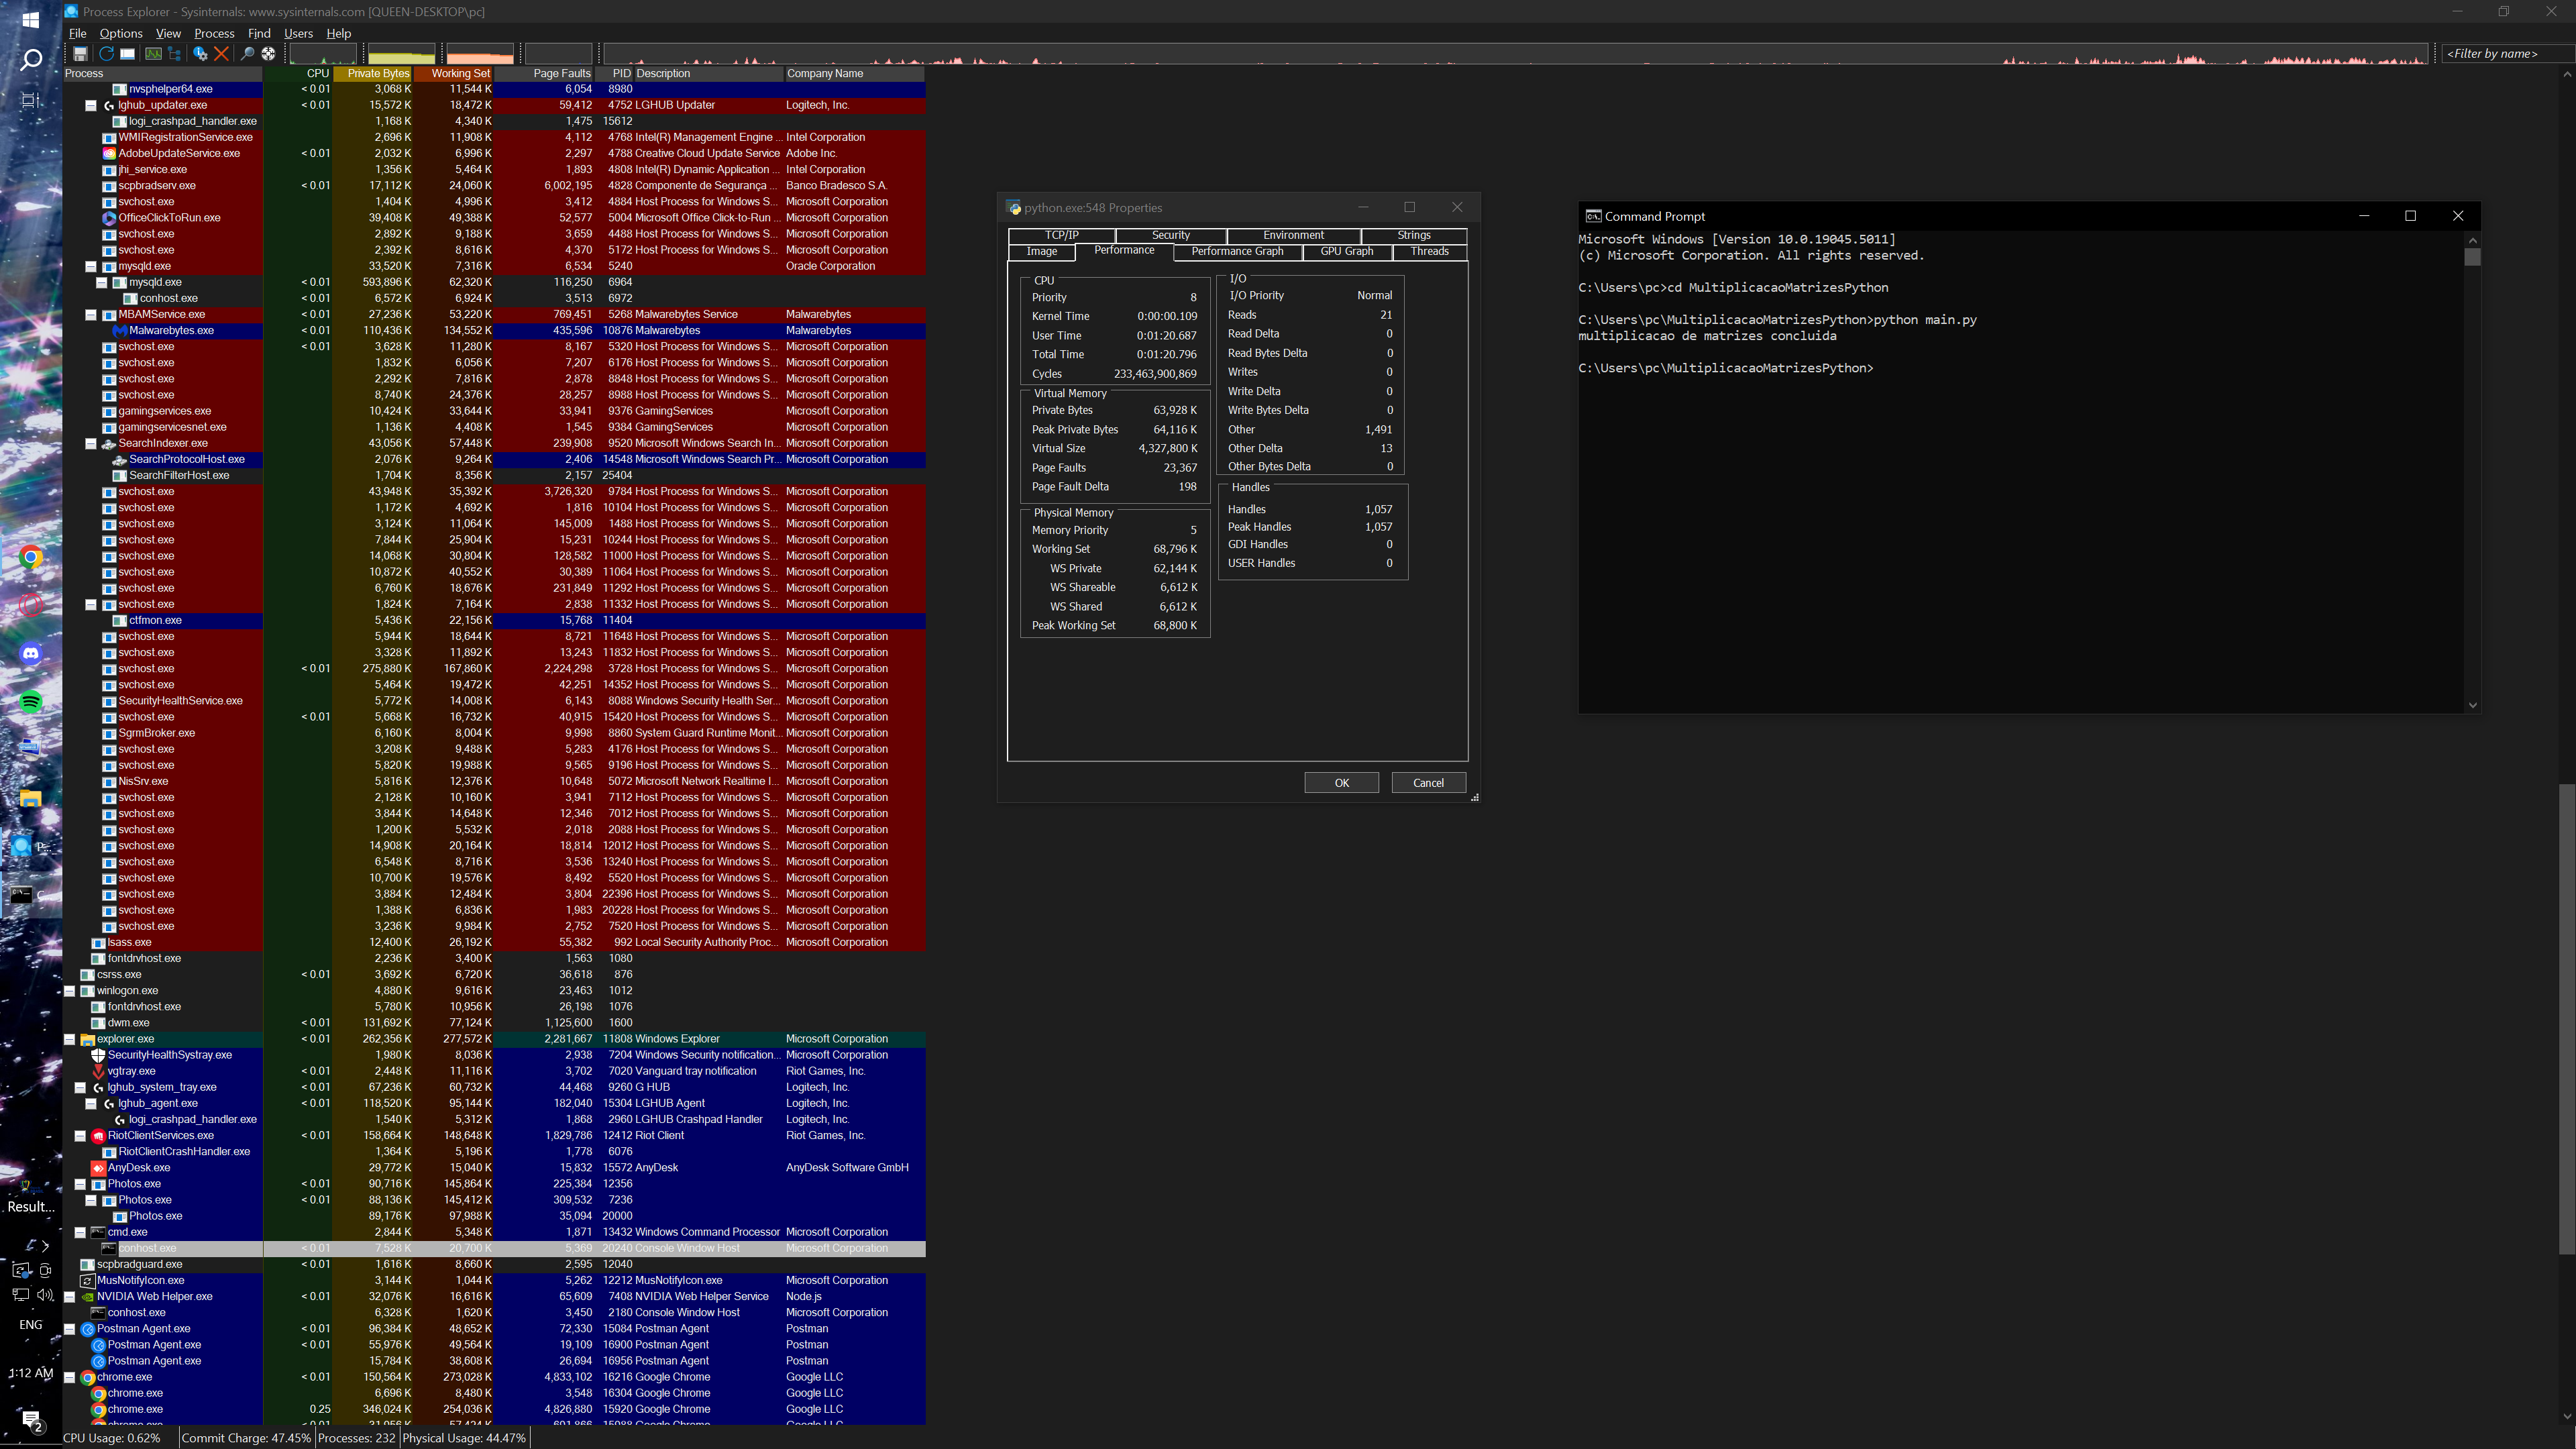 Process Explorer - Sysinternals: www.sysinternals.com [QUEEN-DESKTOP\pc]
File Options View Process Find Users Help
<Filter by name>
Process CPU Private Bytes Working Set Page Faults PID Description Company Name
nvsphelper64.exe < 0.01 3,068 K 11,544 K 6,054 8980
lghub_updater.exe < 0.01 15,572 K 18,472 K 59,412 4752 LGHUB Updater Logitech, Inc.
logi_crashpad_handler.exe 1,168 K 4,340 K 1,475 15612
WMIRegistrationService.exe 2,696 K 11,908 K 4,112 4768 Intel(R) Management Engine ... Intel Corporation
AdobeUpdateService.exe < 0.01 2,032 K 6,996 K 2,297 4788 Creative Cloud Update Service Adobe Inc.
jhi_service.exe 1,356 K 5,464 K 1,893 4808 Intel(R) Dynamic Application ... Intel Corporation
scpbradserv.exe < 0.01 17,112 K 24,060 K 6,002,195 4828 Componente de Segurança ... Banco Bradesco S.A.
svchost.exe 1,404 K 4,996 K 3,412 4884 Host Process for Windows S... Microsoft Corporation
OfficeClickToRun.exe 39,408 K 49,388 K 52,577 5004 Microsoft Office Click-to-Run ... Microsoft Corporation
svchost.exe 2,892 K 9,188 K 3,659 4488 Host Process for Windows S... Microsoft Corporation
svchost.exe 2,392 K 8,616 K 4,370 5172 Host Process for Windows S... Microsoft Corporation
mysqld.exe 33,520 K 7,316 K 6,534 5240 Oracle Corporation
mysqld.exe < 0.01 593,896 K 62,320 K 116,250 6964
conhost.exe < 0.01 6,572 K 6,924 K 3,513 6972
MBAMService.exe < 0.01 27,236 K 53,220 K 769,451 5268 Malwarebytes Service Malwarebytes
Malwarebytes.exe < 0.01 110,436 K 134,552 K 435,596 10876 Malwarebytes Malwarebytes
svchost.exe < 0.01 3,628 K 11,280 K 8,167 5320 Host Process for Windows S... Microsoft Corporation
svchost.exe 1,832 K 6,056 K 7,207 6176 Host Process for Windows S... Microsoft Corporation
svchost.exe 2,292 K 7,816 K 2,878 8848 Host Process for Windows S... Microsoft Corporation
svchost.exe 8,740 K 24,376 K 28,257 8988 Host Process for Windows S... Microsoft Corporation
gamingservices.exe 10,424 K 33,644 K 33,941 9376 GamingServices Microsoft Corporation
gamingservicesnet.exe 1,136 K 4,408 K 1,545 9384 GamingServices Microsoft Corporation
SearchIndexer.exe 43,056 K 57,448 K 239,908 9520 Microsoft Windows Search In... Microsoft Corporation
SearchProtocolHost.exe 2,076 K 9,264 K 2,406 14548 Microsoft Windows Search Pr... Microsoft Corporation
SearchFilterHost.exe 1,704 K 8,356 K 2,157 25404
svchost.exe 43,948 K 35,392 K 3,726,320 9784 Host Process for Windows S... Microsoft Corporation
svchost.exe 1,172 K 4,692 K 1,816 10104 Host Process for Windows S... Microsoft Corporation
svchost.exe 3,124 K 11,064 K 145,009 1488 Host Process for Windows S... Microsoft Corporation
svchost.exe 7,844 K 25,904 K 15,231 10244 Host Process for Windows S... Microsoft Corporation
svchost.exe 14,068 K 30,804 K 128,582 11000 Host Process for Windows S... Microsoft Corporation
svchost.exe 10,872 K 40,552 K 30,389 11064 Host Process for Windows S... Microsoft Corporation
svchost.exe 6,760 K 18,676 K 231,849 11292 Host Process for Windows S... Microsoft Corporation
svchost.exe 1,824 K 7,164 K 2,838 11332 Host Process for Windows S... Microsoft Corporation
ctfmon.exe 5,436 K 22,156 K 15,768 11404
svchost.exe 5,944 K 18,644 K 8,721 11648 Host Process for Windows S... Microsoft Corporation
svchost.exe 3,328 K 11,892 K 13,243 11832 Host Process for Windows S... Microsoft Corporation
svchost.exe < 0.01 275,880 K 167,860 K 2,224,298 3728 Host Process for Windows S... Microsoft Corporation
svchost.exe 5,464 K 19,472 K 42,251 14352 Host Process for Windows S... Microsoft Corporation
SecurityHealthService.exe 5,772 K 14,008 K 6,143 8088 Windows Security Health Ser... Microsoft Corporation
svchost.exe < 0.01 5,668 K 16,732 K 40,915 15420 Host Process for Windows S... Microsoft Corporation
SgrmBroker.exe 6,160 K 8,004 K 9,998 8860 System Guard Runtime Monit... Microsoft Corporation
svchost.exe 3,208 K 9,488 K 5,283 4176 Host Process for Windows S... Microsoft Corporation
svchost.exe 5,820 K 19,988 K 9,565 9196 Host Process for Windows S... Microsoft Corporation
NisSrv.exe 5,816 K 12,376 K 10,648 5072 Microsoft Network Realtime I... Microsoft Corporation
svchost.exe 2,128 K 10,160 K 3,941 7112 Host Process for Windows S... Microsoft Corporation
svchost.exe 3,844 K 14,648 K 12,346 7012 Host Process for Windows S... Microsoft Corporation
svchost.exe 1,200 K 5,532 K 2,018 2088 Host Process for Windows S... Microsoft Corporation
svchost.exe 14,908 K 20,164 K 18,814 12012 Host Process for Windows S... Microsoft Corporation
svchost.exe 6,548 K 8,716 K 3,536 13240 Host Process for Windows S... Microsoft Corporation
svchost.exe 10,700 K 19,576 K 8,492 5520 Host Process for Windows S... Microsoft Corporation
svchost.exe 3,884 K 12,484 K 3,804 22396 Host Process for Windows S... Microsoft Corporation
svchost.exe 1,388 K 6,836 K 1,983 20228 Host Process for Windows S... Microsoft Corporation
svchost.exe 3,236 K 9,984 K 2,752 7520 Host Process for Windows S... Microsoft Corporation
lsass.exe 12,400 K 26,192 K 55,382 992 Local Security Authority Proc... Microsoft Corporation
fontdrvhost.exe 2,236 K 3,400 K 1,563 1080
csrss.exe < 0.01 3,692 K 6,720 K 36,618 876
winlogon.exe 4,880 K 9,616 K 23,463 1012
fontdrvhost.exe 5,780 K 10,956 K 26,198 1076
dwm.exe < 0.01 131,692 K 77,124 K 1,125,600 1600
explorer.exe < 0.01 262,356 K 277,572 K 2,281,667 11808 Windows Explorer Microsoft Corporation
SecurityHealthSystray.exe 1,980 K 8,036 K 2,938 7204 Windows Security notification... Microsoft Corporation
vgtray.exe < 0.01 2,448 K 11,116 K 3,702 7020 Vanguard tray notification Riot Games, Inc.
lghub_system_tray.exe < 0.01 67,236 K 60,732 K 44,468 9260 G HUB Logitech, Inc.
lghub_agent.exe < 0.01 118,520 K 95,144 K 182,040 15304 LGHUB Agent Logitech, Inc.
logi_crashpad_handler.exe 1,540 K 5,312 K 1,868 2960 LGHUB Crashpad Handler Logitech, Inc.
RiotClientServices.exe < 0.01 158,664 K 148,648 K 1,829,786 12412 Riot Client Riot Games, Inc.
RiotClientCrashHandler.exe 1,364 K 5,196 K 1,778 6076
AnyDesk.exe 29,772 K 15,040 K 15,832 15572 AnyDesk AnyDesk Software GmbH
Photos.exe < 0.01 90,716 K 145,864 K 225,384 12356
Photos.exe < 0.01 88,136 K 145,412 K 309,532 7236
Photos.exe 89,176 K 97,988 K 35,094 20000
cmd.exe 2,844 K 5,348 K 1,871 13432 Windows Command Processor Microsoft Corporation
conhost.exe < 0.01 7,528 K 20,700 K 5,369 20240 Console Window Host Microsoft Corporation
scpbradguard.exe < 0.01 1,616 K 8,660 K 2,595 12040
MusNotifyIcon.exe 3,144 K 1,044 K 5,262 12212 MusNotifyIcon.exe Microsoft Corporation
NVIDIA Web Helper.exe < 0.01 32,076 K 16,616 K 65,609 7408 NVIDIA Web Helper Service Node.js
conhost.exe 6,328 K 1,620 K 3,450 2180 Console Window Host Microsoft Corporation
Postman Agent.exe < 0.01 96,384 K 48,652 K 72,330 15084 Postman Agent Postman
Postman Agent.exe < 0.01 55,976 K 49,564 K 19,109 16900 Postman Agent Postman
Postman Agent.exe 15,784 K 38,608 K 26,694 16956 Postman Agent Postman
chrome.exe < 0.01 150,564 K 273,028 K 4,833,102 16216 Google Chrome Google LLC
chrome.exe 6,696 K 8,480 K 3,548 16304 Google Chrome Google LLC
chrome.exe 0.25 346,024 K 254,036 K 4,826,880 15920 Google Chrome Google LLC
CPU Usage: 0.62% Commit Charge: 47.45% Processes: 232 Physical Usage: 44.47%
python.exe:548 Properties
TCP/IP Security Environment Strings
Image Performance Performance Graph GPU Graph Threads
CPU
Priority 8
Kernel Time 0:00:00.109
User Time 0:01:20.687
Total Time 0:01:20.796
Cycles 233,463,900,869
Virtual Memory
Private Bytes 63,928 K
Peak Private Bytes 64,116 K
Virtual Size 4,327,800 K
Page Faults 23,367
Page Fault Delta 198
Physical Memory
Memory Priority 5
Working Set 68,796 K
WS Private 62,144 K
WS Shareable 6,612 K
WS Shared 6,612 K
Peak Working Set 68,800 K
I/O
I/O Priority Normal
Reads 21
Read Delta 0
Read Bytes Delta 0
Writes 0
Write Delta 0
Write Bytes Delta 0
Other 1,491
Other Delta 13
Other Bytes Delta 0
Handles
Handles 1,057
Peak Handles 1,057
GDI Handles 0
USER Handles 0
OK Cancel
Command Prompt
Microsoft Windows [Version 10.0.19045.5011]
(c) Microsoft Corporation. All rights reserved.
C:\Users\pc>cd MultiplicacaoMatrizesPython
C:\Users\pc\MultiplicacaoMatrizesPython>python main.py
multiplicacao de matrizes concluida
C:\Users\pc\MultiplicacaoMatrizesPython>
P...
Result...
ENG
1:12 AM
2